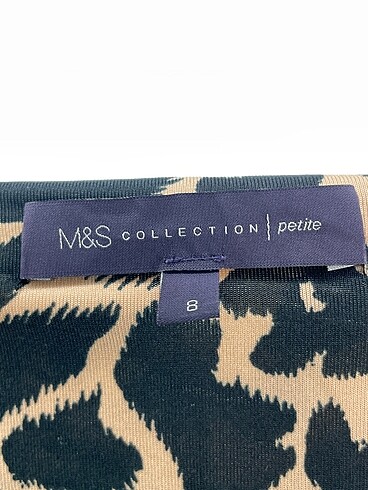 M&S COLLECTION | petite
8